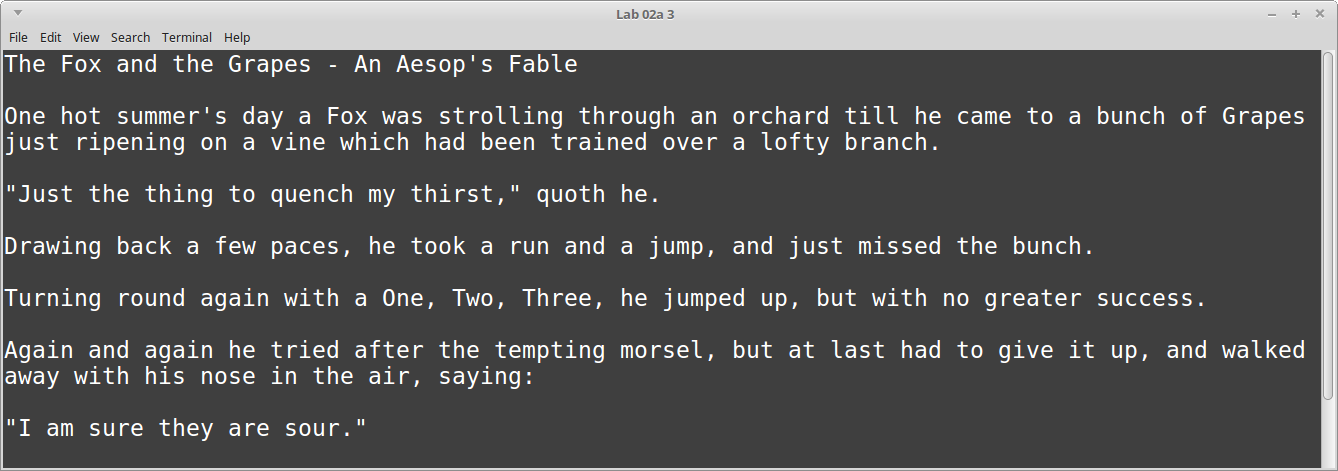 Lab 02a 3
File Edit View Search Terminal Help
The Fox and the Grapes - An Aesop's Fable
One hot summer's day a Fox was strolling through an orchard till he came to a bunch of Grapes
just ripening on a vine which had been trained over a lofty branch.
"Just the thing to quench my thirst," quoth he.
Drawing back a few paces, he took a run and a jump, and just missed the bunch.
Turning round again with a One, Two, Three, he jumped up, but with no greater success.
Again and again he tried after the tempting morsel, but at last had to give it up, and walked
away with his nose in the air, saying:
"I am sure they are sour."